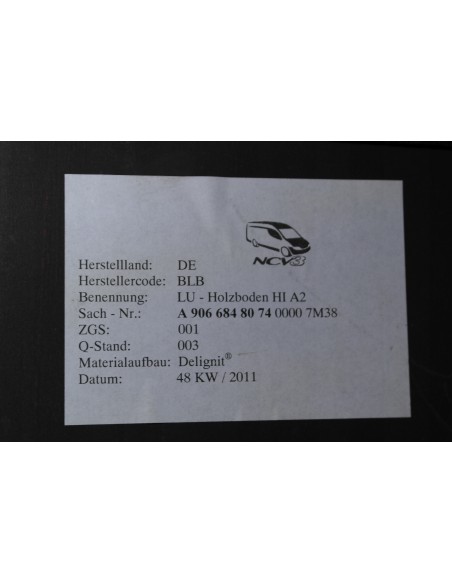 NCV3
Herstellland: DE
Herstellercode: BLB
Benennung: LU - Holzboden HI A2
Sach - Nr.: A 906 684 80 74 0000 7M38
ZGS: 001
Q-Stand: 003
Materialaufbau: Delignit®
Datum: 48 KW / 2011